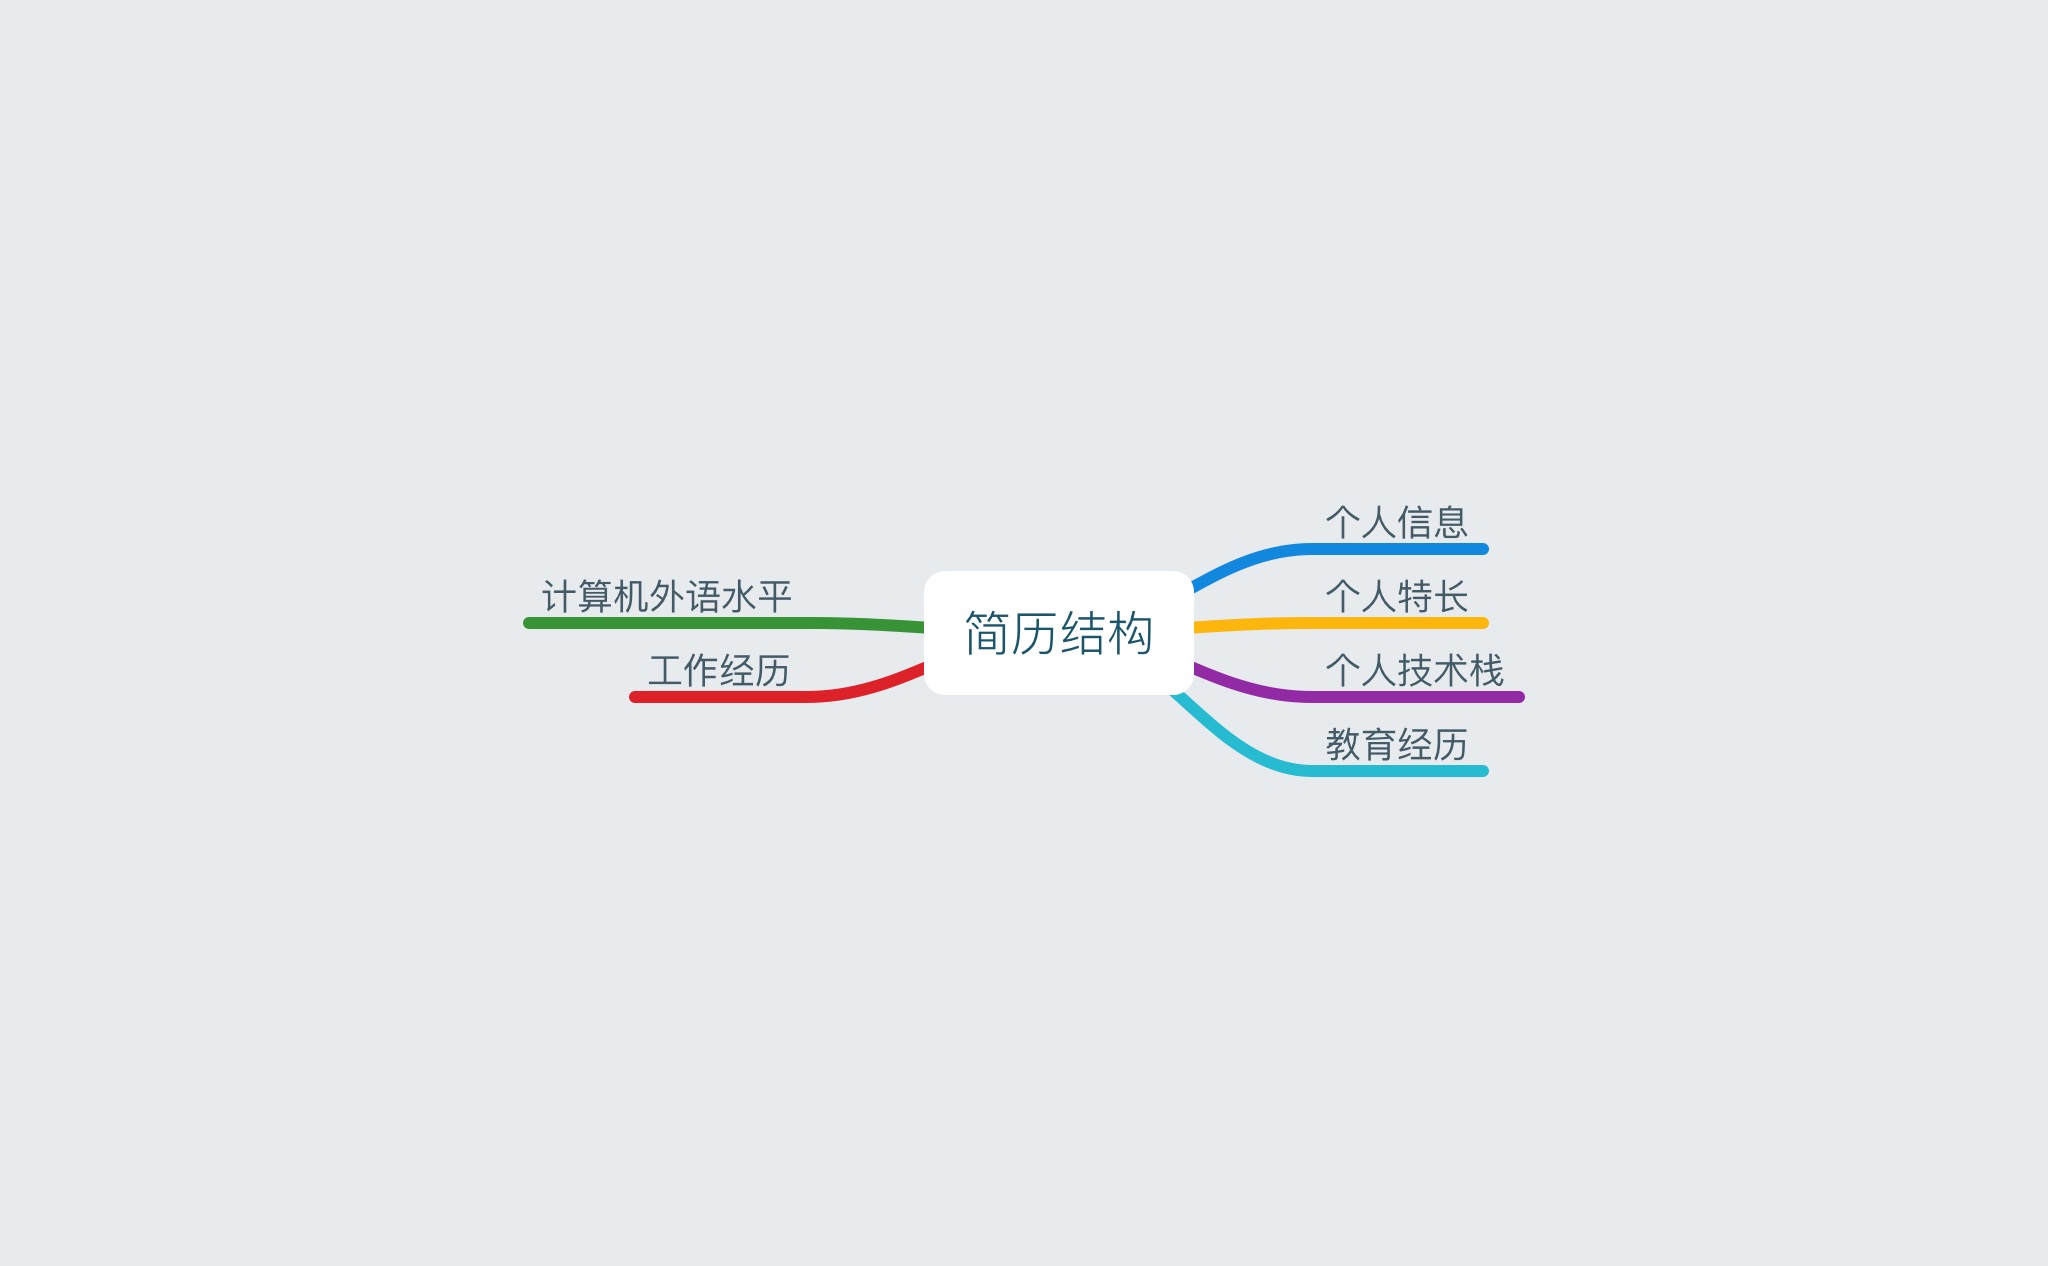 简历结构
个人信息
个人特长
个人技术栈
教育经历
计算机外语水平
工作经历